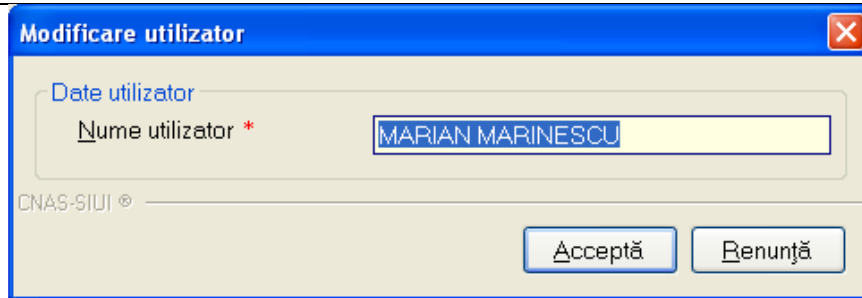 Modificare utilizator
Date utilizator
Nume utilizator * MARIAN MARINESCU
CNAS-SIUI ®
Acceptă Renunţă